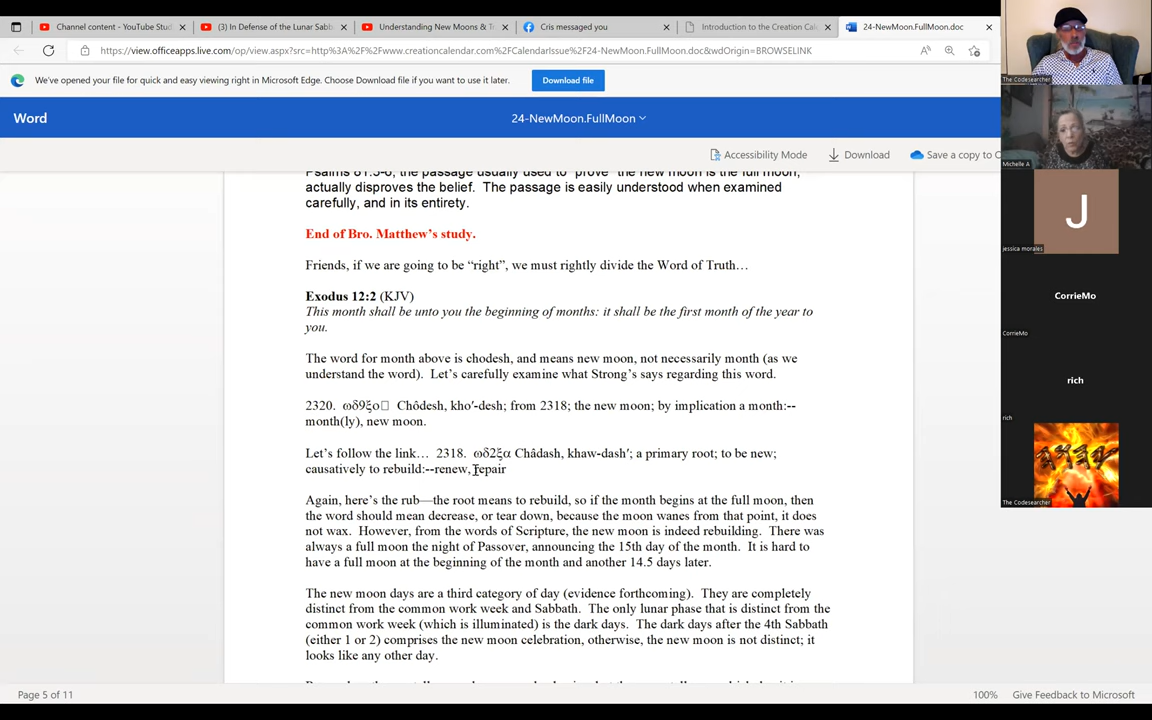 Channel content - YouTube Stud
(3) In Defense of the Lunar Sabb
Understanding New Moons & T
Cris messaged you
Introduction to the Creation Cale
24-NewMoon.FullMoon.doc
https://view.officeapps.live.com/op/view.aspx?src=http%3A%2F%2Fwww.creationcalendar.com%2FCalendarIssue%2F24-NewMoon.FullMoon.doc&wdOrigin=BROWSELINK
We've opened your file for quick and easy viewing right in Microsoft Edge. Choose Download file if you want to use it later.
Download file
Word
24-NewMoon.FullMoon
Accessibility Mode
Download
Save a copy to O
Psalms 81:3-6, the passage usually used to "prove" the new moon is the full moon,
actually disproves the belief. The passage is easily understood when examined
carefully, and in its entirety.
End of Bro. Matthew's study.
Friends, if we are going to be "right", we must rightly divide the Word of Truth…
Exodus 12:2 (KJV)
This month shall be unto you the beginning of months: it shall be the first month of the year to
you.
The word for month above is chodesh, and means new moon, not necessarily month (as we
understand the word). Let's carefully examine what Strong's says regarding this word.
2320. ωδ9ξο□ Chôdesh, kho′-desh; from 2318; the new moon; by implication a month:--
month(ly), new moon.
Let's follow the link… 2318. ωδ2ξα Châdash, khaw-dash′; a primary root; to be new;
causatively to rebuild:--renew, repair
Again, here's the rub—the root means to rebuild, so if the month begins at the full moon, then
the word should mean decrease, or tear down, because the moon wanes from that point, it does
not wax. However, from the words of Scripture, the new moon is indeed rebuilding. There was
always a full moon the night of Passover, announcing the 15th day of the month. It is hard to
have a full moon at the beginning of the month and another 14.5 days later.
The new moon days are a third category of day (evidence forthcoming). They are completely
distinct from the common work week and Sabbath. The only lunar phase that is distinct from the
common work week (which is illuminated) is the dark days. The dark days after the 4th Sabbath
(either 1 or 2) comprises the new moon celebration, otherwise, the new moon is not distinct; it
looks like any other day.
Page 5 of 11
100%
Give Feedback to Microsoft
The Codesearcher
Michelle A
J
jessica morales
CorrieMo
CorrieMo
rich
rich
The Codesearcher